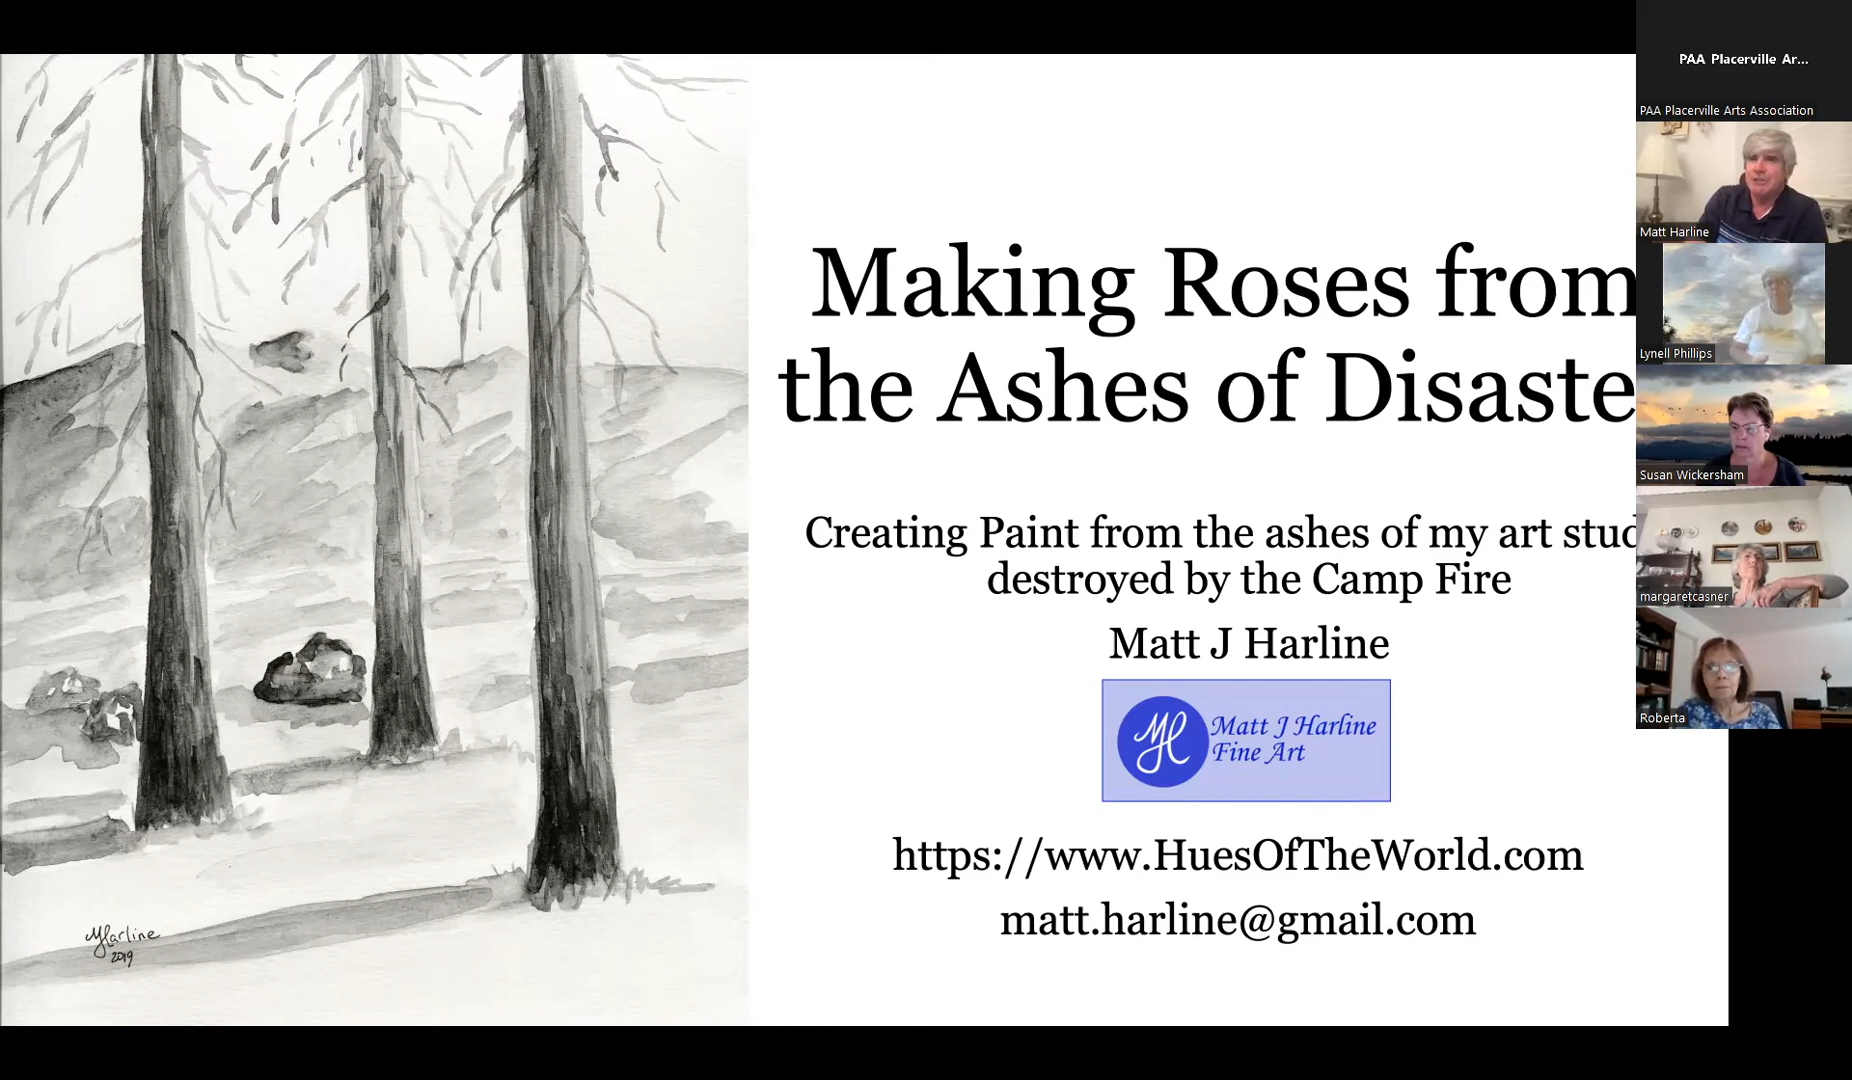 Making Roses from
the Ashes of Disaste
Creating Paint from the ashes of my art stud
destroyed by the Camp Fire
Matt J Harline
MH Matt J Harline
Fine Art
https://www.HuesOfTheWorld.com
matt.harline@gmail.com
MHarline
2019
PAA Placerville Ar...
PAA Placerville Arts Association
Matt Harline
Lynell Phillips
Susan Wickersham
margaretcasner
Roberta